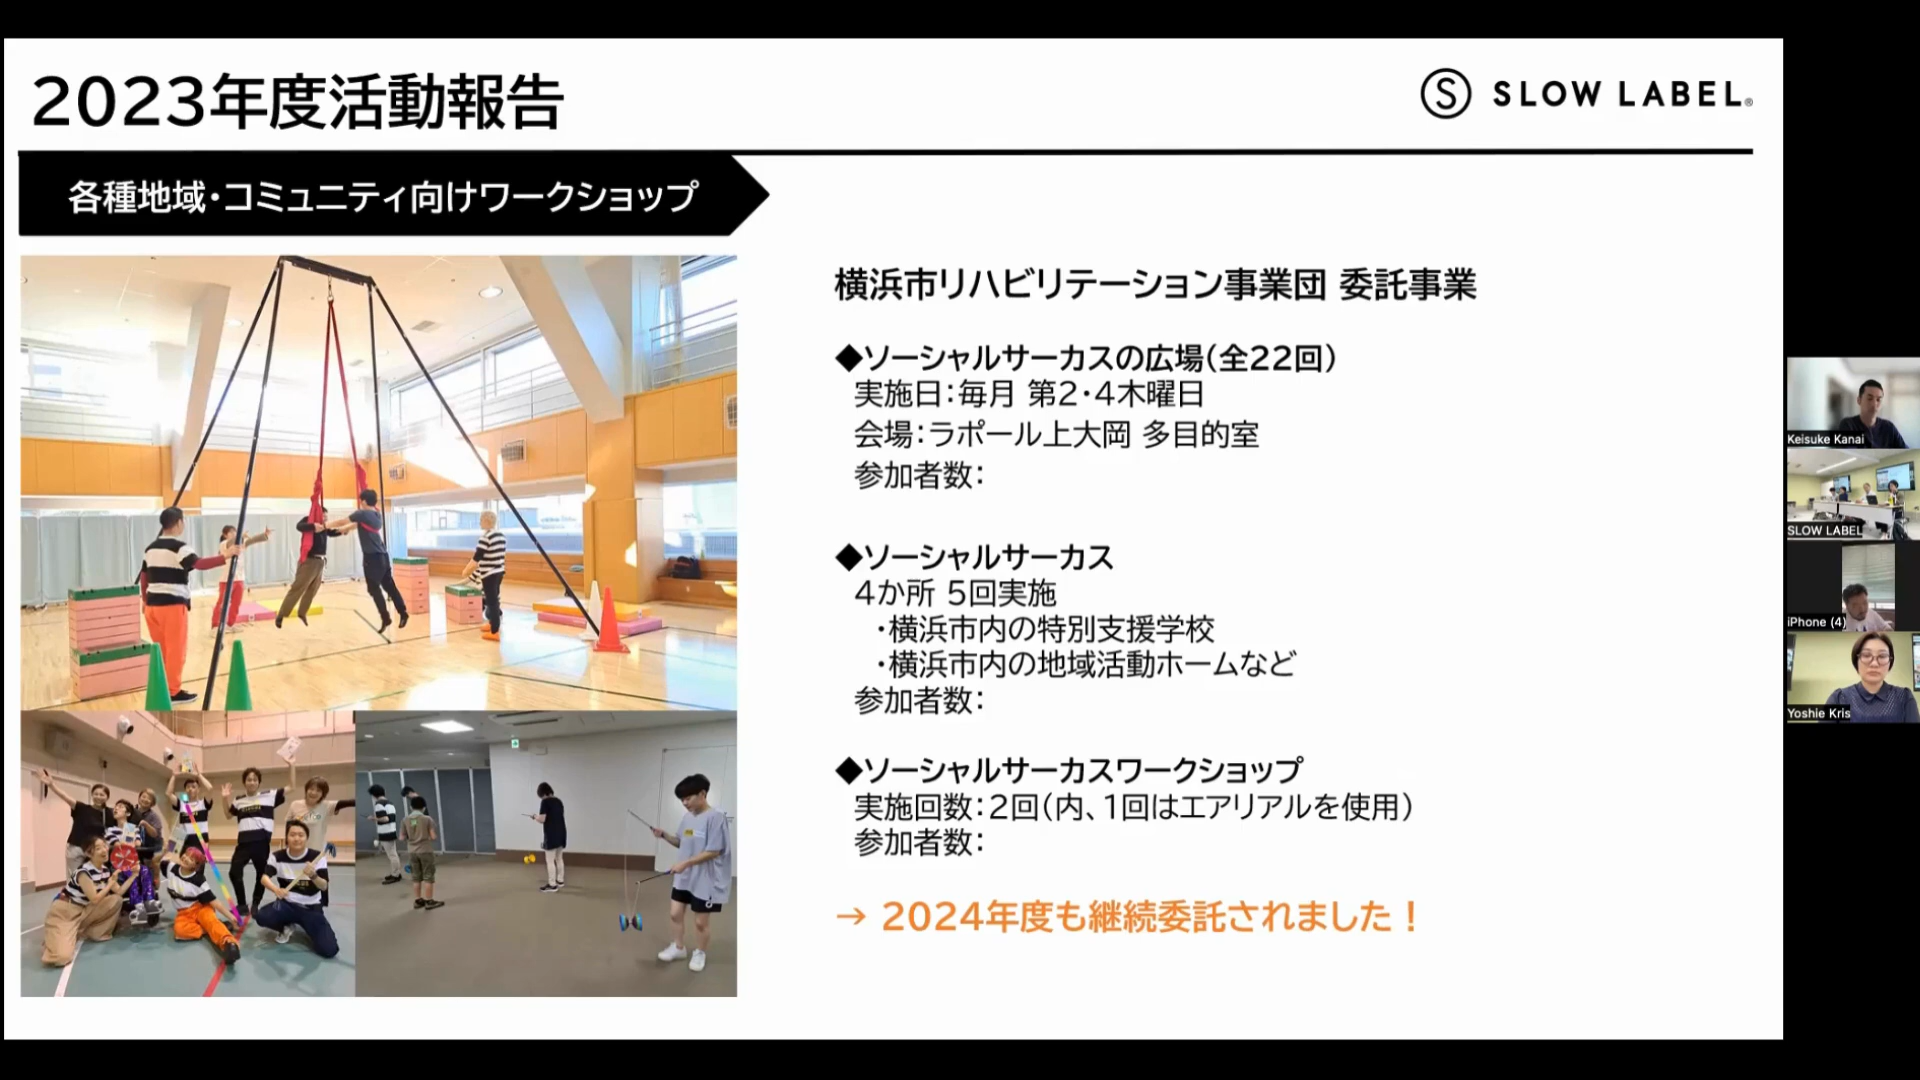 2023年度活動報告
SLOW LABEL
各種地域・コミュニティ向けワークショップ
横浜市リハビリテーション事業団 委託事業
◆ソーシャルサーカスの広場(全22回)
実施日:毎月 第2・4木曜日
会場:ラポール上大岡 多目的室
参加者数:
◆ソーシャルサーカス
4か所 5回実施
・横浜市内の特別支援学校
・横浜市内の地域活動ホームなど
参加者数:
◆ソーシャルサーカスワークショップ
実施回数:2回(内、1回はエアリアルを使用)
参加者数:
→ 2024年度も継続委託されました!
Keisuke Kanai
SLOW LABEL
iPhone (4)
Yoshie Kris